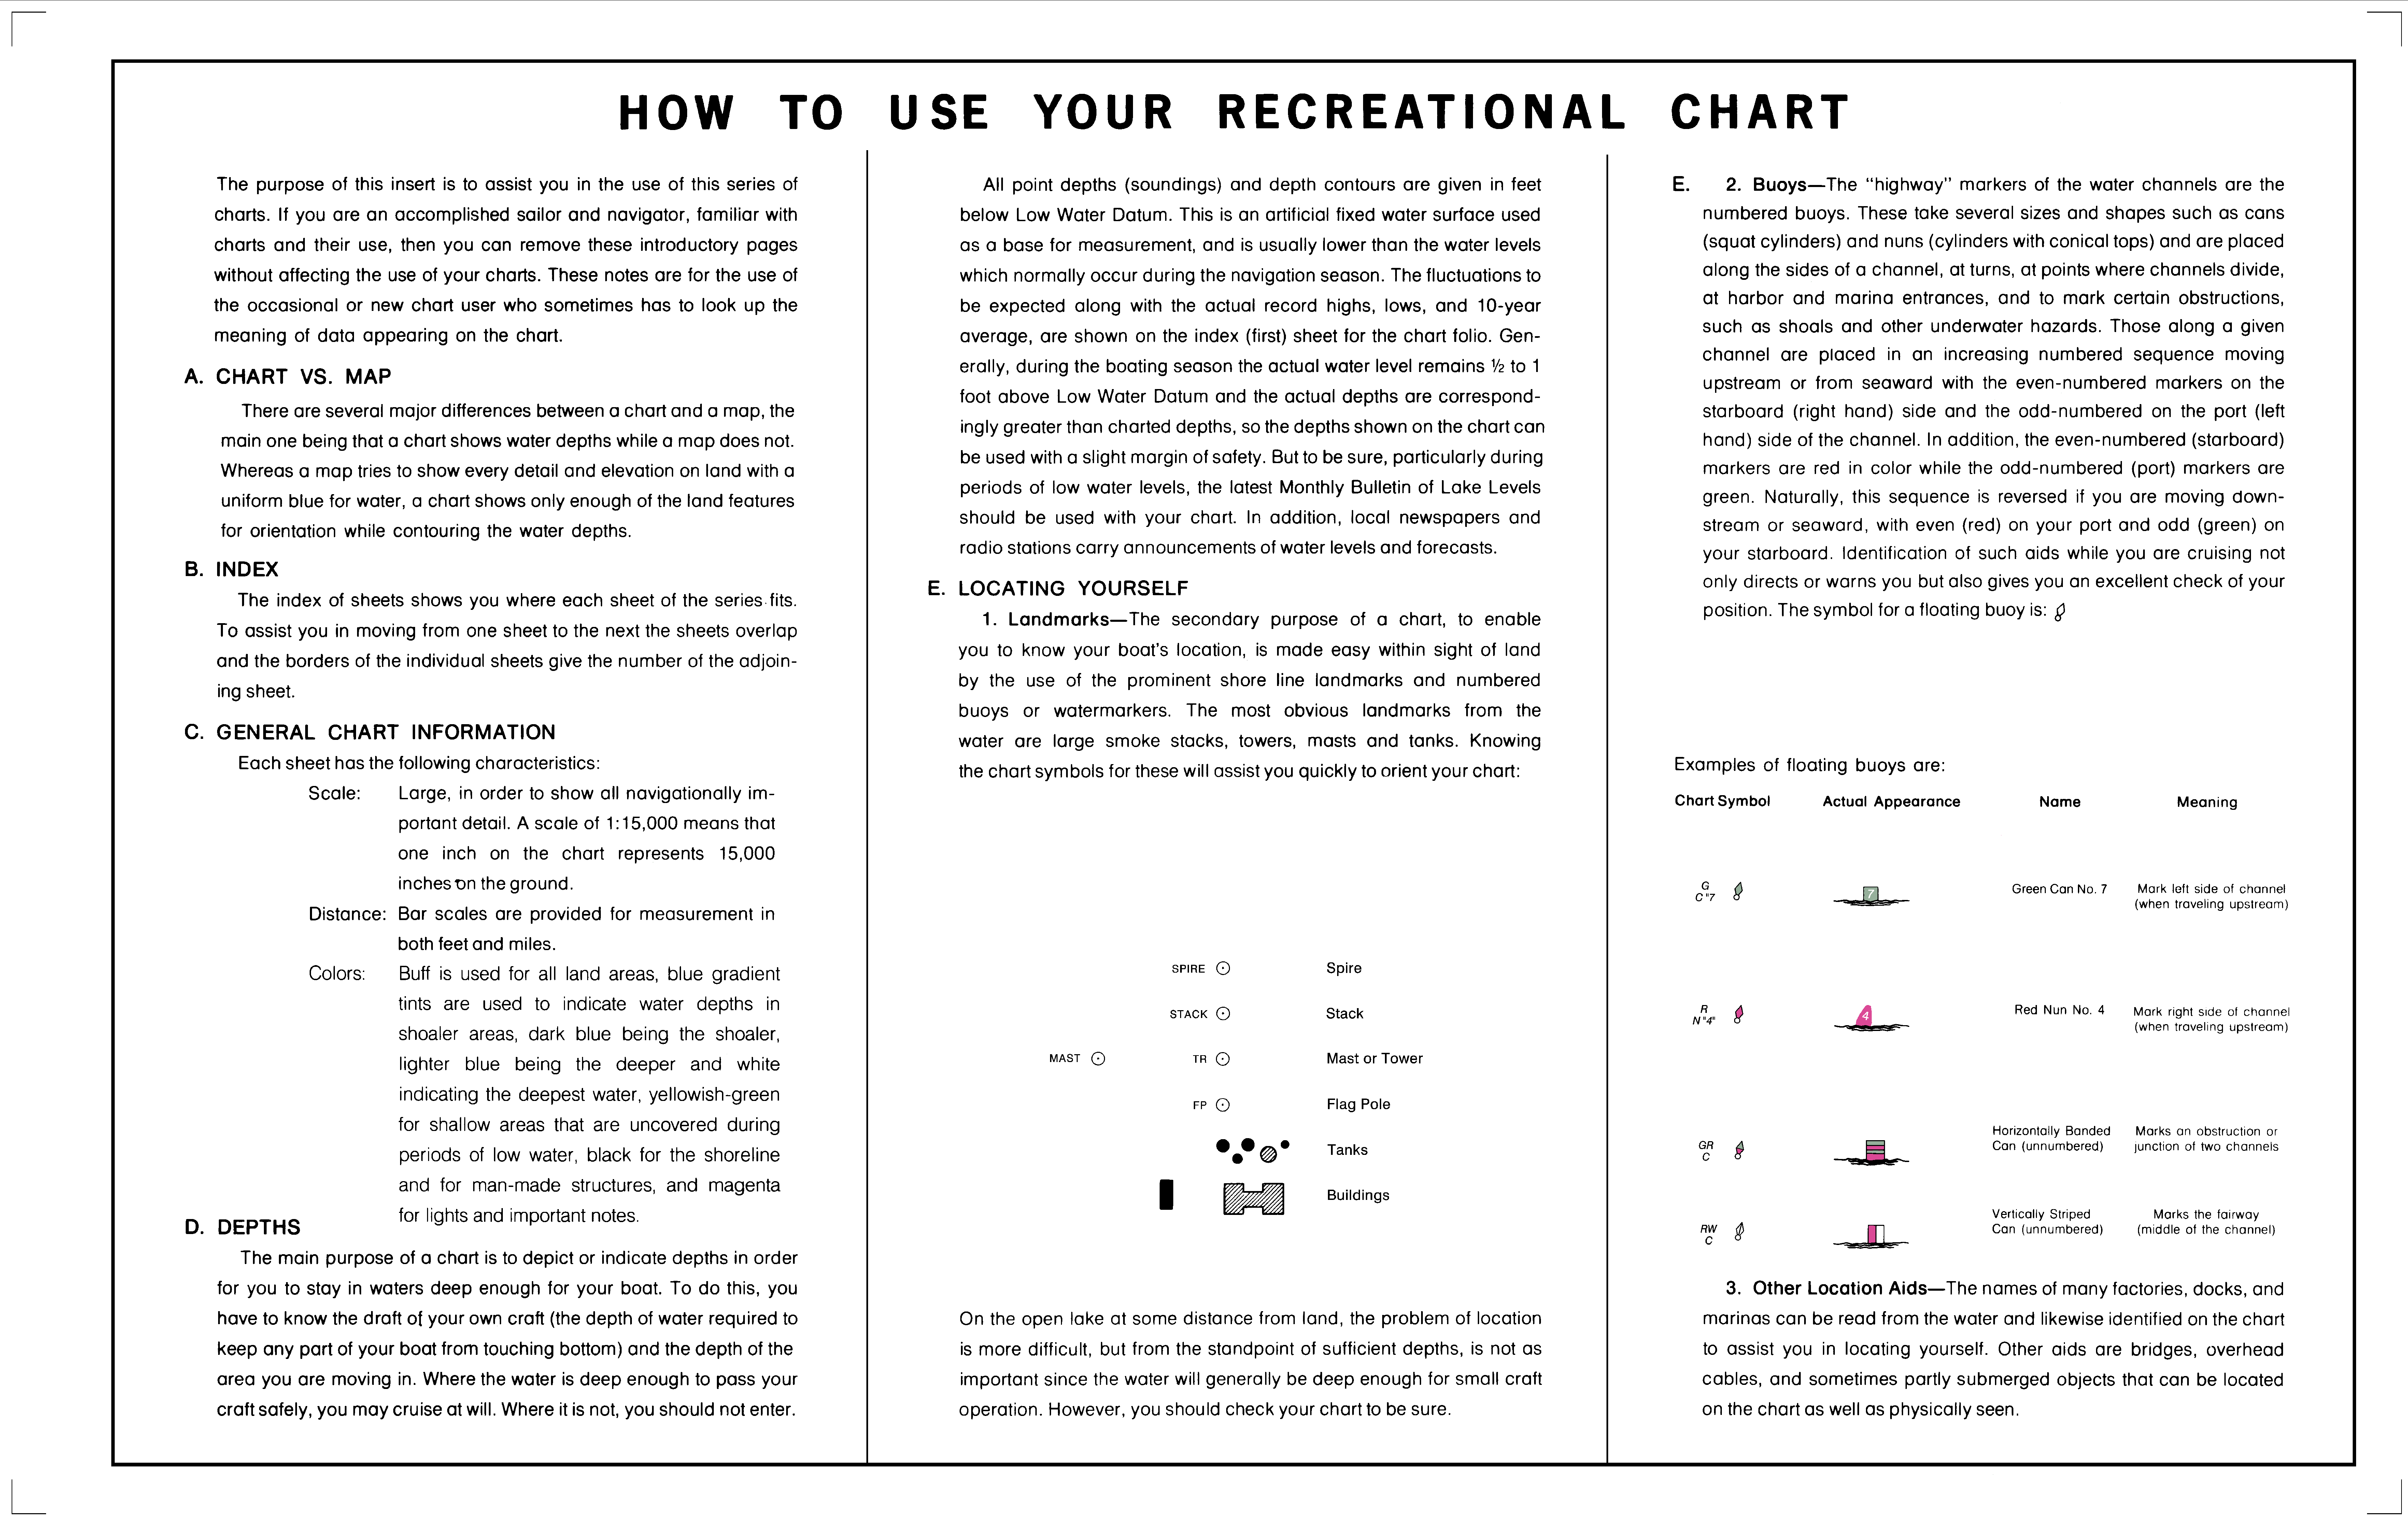 HOW TO USE YOUR RECREATIONAL CHART
The purpose of this insert is to assist you in the use of this series of
charts. If you are an accomplished sailor and navigator, familiar with
charts and their use, then you can remove these introductory pages
without affecting the use of your charts. These notes are for the use of
the occasional or new chart user who sometimes has to look up the
meaning of data appearing on the chart.
A. CHART VS. MAP
There are several major differences between a chart and a map, the
main one being that a chart shows water depths while a map does not.
Whereas a map tries to show every detail and elevation on land with a
uniform blue for water, a chart shows only enough of the land features
for orientation while contouring the water depths.
B. INDEX
The index of sheets shows you where each sheet of the series fits.
To assist you in moving from one sheet to the next the sheets overlap
and the borders of the individual sheets give the number of the adjoin-
ing sheet.
C. GENERAL CHART INFORMATION
Each sheet has the following characteristics:
Scale: Large, in order to show all navigationally im-
portant detail. A scale of 1:15,000 means that
one inch on the chart represents 15,000
inches on the ground.
Distance: Bar scales are provided for measurement in
both feet and miles.
Colors: Buff is used for all land areas, blue gradient
tints are used to indicate water depths in
shoaler areas, dark blue being the shoaler,
lighter blue being the deeper and white
indicating the deepest water, yellowish-green
for shallow areas that are uncovered during
periods of low water, black for the shoreline
and for man-made structures, and magenta
for lights and important notes.
D. DEPTHS
The main purpose of a chart is to depict or indicate depths in order
for you to stay in waters deep enough for your boat. To do this, you
have to know the draft of your own craft (the depth of water required to
keep any part of your boat from touching bottom) and the depth of the
area you are moving in. Where the water is deep enough to pass your
craft safely, you may cruise at will. Where it is not, you should not enter.
All point depths (soundings) and depth contours are given in feet
below Low Water Datum. This is an artificial fixed water surface used
as a base for measurement, and is usually lower than the water levels
which normally occur during the navigation season. The fluctuations to
be expected along with the actual record highs, lows, and 10-year
average, are shown on the index (first) sheet for the chart folio. Gen-
erally, during the boating season the actual water level remains ½ to 1
foot above Low Water Datum and the actual depths are correspond-
ingly greater than charted depths, so the depths shown on the chart can
be used with a slight margin of safety. But to be sure, particularly during
periods of low water levels, the latest Monthly Bulletin of Lake Levels
should be used with your chart. In addition, local newspapers and
radio stations carry announcements of water levels and forecasts.
E. LOCATING YOURSELF
1. Landmarks—The secondary purpose of a chart, to enable
you to know your boat's location, is made easy within sight of land
by the use of the prominent shore line landmarks and numbered
buoys or watermarkers. The most obvious landmarks from the
water are large smoke stacks, towers, masts and tanks. Knowing
the chart symbols for these will assist you quickly to orient your chart:
SPIRE Spire
STACK Stack
MAST TR Mast or Tower
FP Flag Pole
Tanks
Buildings
On the open lake at some distance from land, the problem of location
is more difficult, but from the standpoint of sufficient depths, is not as
important since the water will generally be deep enough for small craft
operation. However, you should check your chart to be sure.
E. 2. Buoys—The "highway" markers of the water channels are the
numbered buoys. These take several sizes and shapes such as cans
(squat cylinders) and nuns (cylinders with conical tops) and are placed
along the sides of a channel, at turns, at points where channels divide,
at harbor and marina entrances, and to mark certain obstructions,
such as shoals and other underwater hazards. Those along a given
channel are placed in an increasing numbered sequence moving
upstream or from seaward with the even-numbered markers on the
starboard (right hand) side and the odd-numbered on the port (left
hand) side of the channel. In addition, the even-numbered (starboard)
markers are red in color while the odd-numbered (port) markers are
green. Naturally, this sequence is reversed if you are moving down-
stream or seaward, with even (red) on your port and odd (green) on
your starboard. Identification of such aids while you are cruising not
only directs or warns you but also gives you an excellent check of your
position. The symbol for a floating buoy is:
Examples of floating buoys are:
Chart Symbol Actual Appearance Name Meaning
G 7 Green Can No. 7 Mark left side of channel
C "7 (when traveling upstream)
R 4 Red Nun No. 4 Mark right side of channel
N "4" (when traveling upstream)
GR Horizontally Banded Marks an obstruction or
C Can (unnumbered) junction of two channels
RW Vertically Striped Marks the fairway
C Can (unnumbered) (middle of the channel)
3. Other Location Aids—The names of many factories, docks, and
marinas can be read from the water and likewise identified on the chart
to assist you in locating yourself. Other aids are bridges, overhead
cables, and sometimes partly submerged objects that can be located
on the chart as well as physically seen.